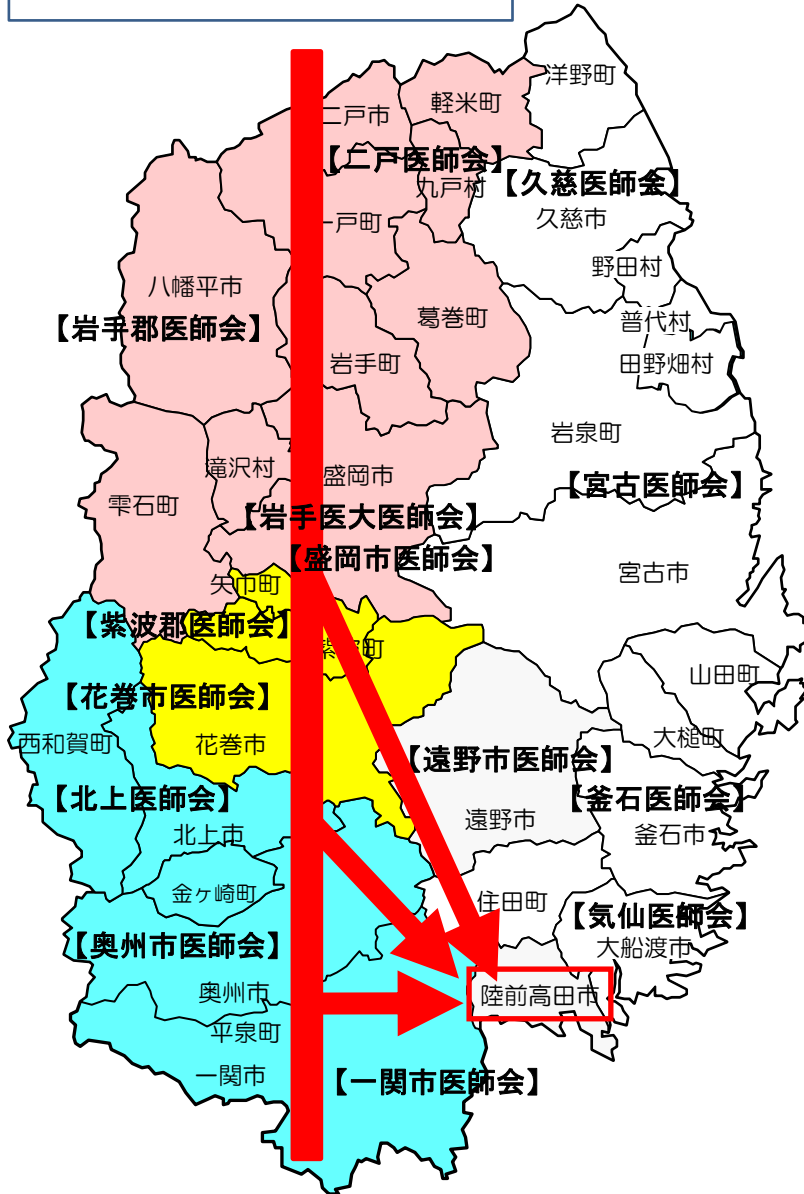 洋野町
軽米町
二戸市
【二戸医師会】
九戸村
【久慈医師会】
久慈市
一戸町
野田村
八幡平市
葛巻町
普代村
【岩手郡医師会】
岩手町
田野畑村
岩泉町
滝沢村
盛岡市
【宮古医師会】
雫石町
【岩手医大医師会】
【盛岡市医師会】
宮古市
矢巾町
【紫波郡医師会】
紫波町
山田町
【花巻市医師会】
大槌町
西和賀町
花巻市
【遠野市医師会】
【北上医師会】
【釜石医師会】
北上市
遠野市
釜石市
金ヶ崎町
住田町
【気仙医師会】
【奥州市医師会】
大船渡市
奥州市
陸前高田市
平泉町
一関市
【一関市医師会】